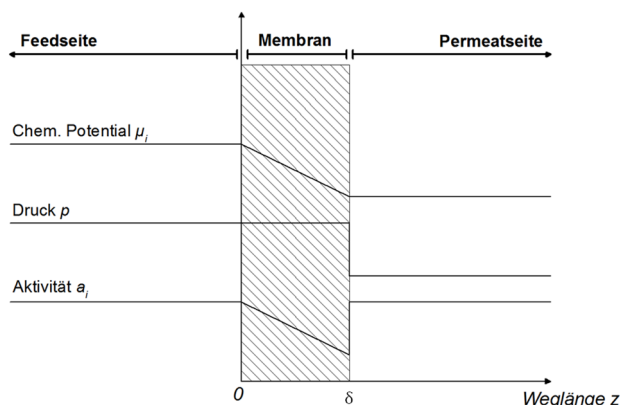 Feedseite
Membran
Permeatseite
Chem. Potential μi
Druck p
Aktivität ai
0
δ
Weglänge z